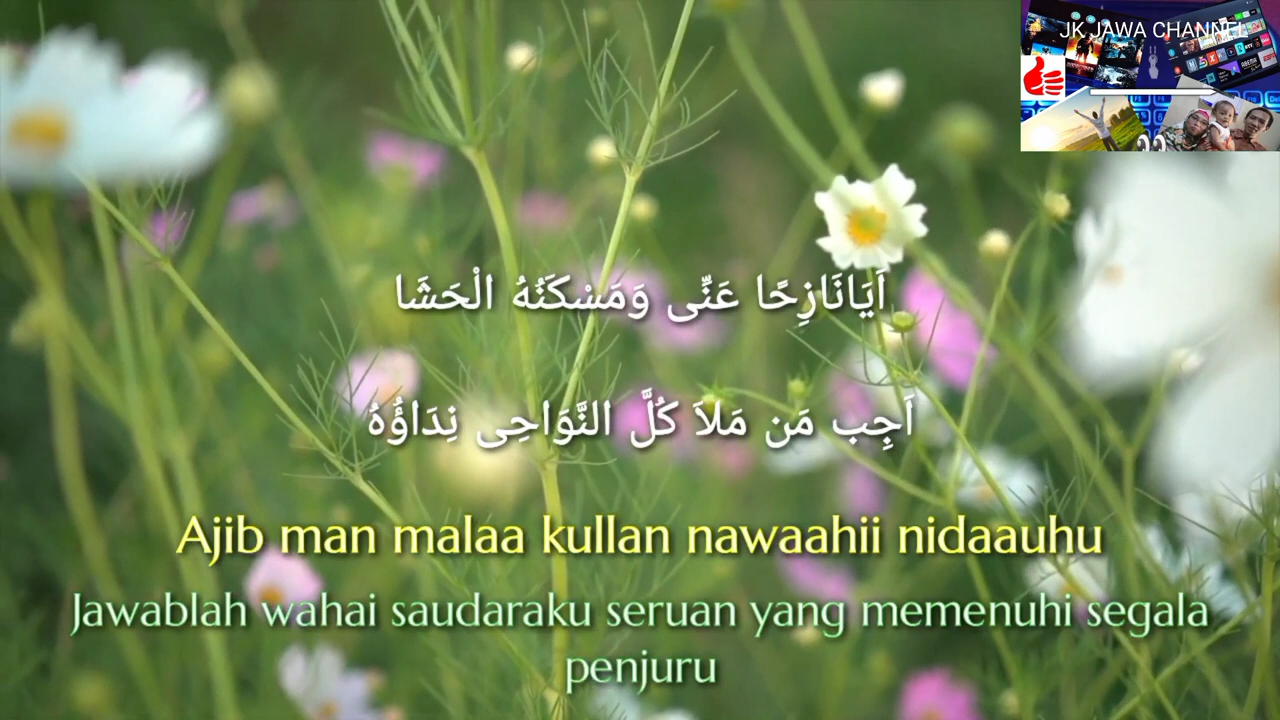 JK JAWA CHANNEL
اَيَانَازِحًا عَنِّى وَمَسْكَنُهُ الْحَشَا
اَجِب مَن مَلاَ كُلَّ النَّوَاحِى نِدَاؤُهُ
Ajib man malaa kullan nawaahii nidaauhu
Jawablah wahai saudaraku seruan yang memenuhi segala
penjuru